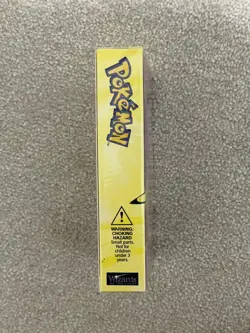 POKéMON
WARNING:
CHOKING
HAZARD
Small parts.
Not for
children
under 3
years.
Wizards